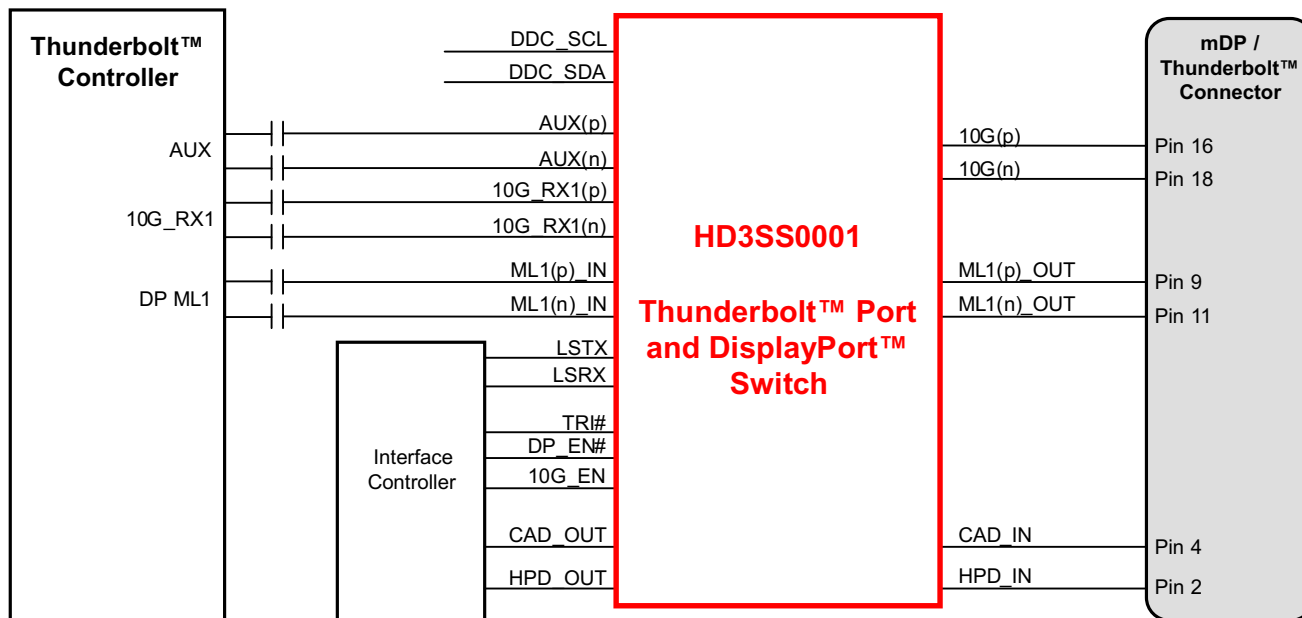 Thunderbolt™
Controller
AUX
10G_RX1
DP ML1
DDC_SCL
DDC_SDA
AUX(p)
AUX(n)
10G_RX1(p)
10G_RX1(n)
ML1(p)_IN
ML1(n)_IN
LSTX
LSRX
TRI#
DP_EN#
10G_EN
CAD_OUT
HPD_OUT
Interface
Controller
HD3SS0001
Thunderbolt™ Port
and DisplayPort™
Switch
10G(p)
10G(n)
ML1(p)_OUT
ML1(n)_OUT
CAD_IN
HPD_IN
mDP /
Thunderbolt™
Connector
Pin 16
Pin 18
Pin 9
Pin 11
Pin 4
Pin 2